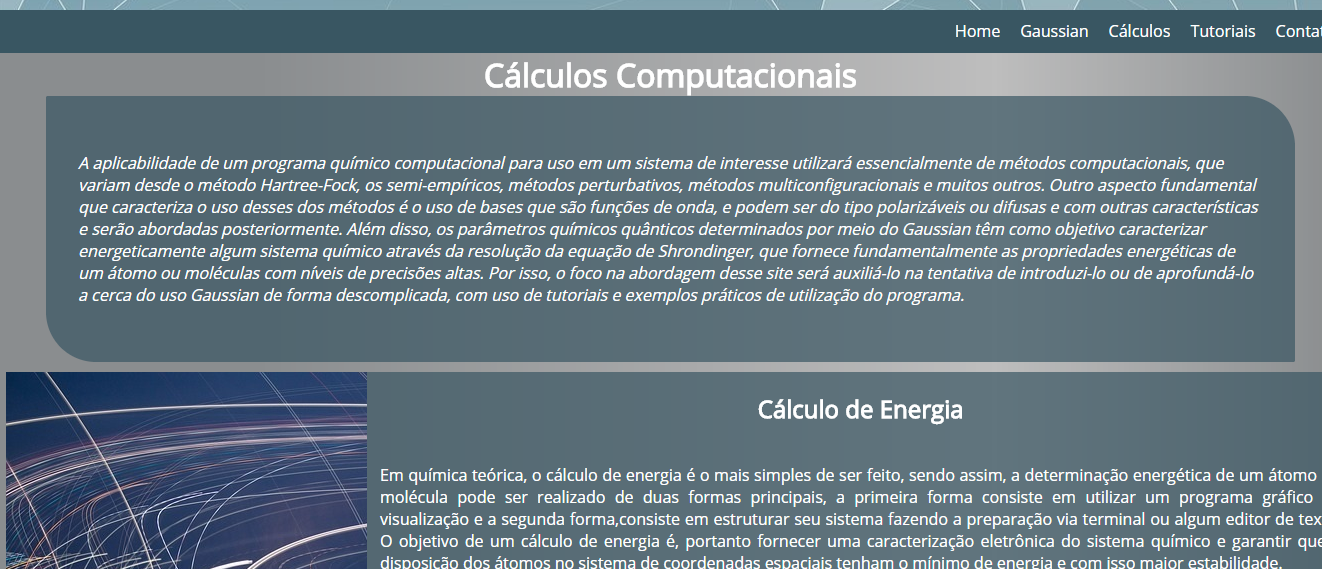 Home Gaussian Cálculos Tutoriais
Cálculos Computacionais
A aplicabilidade de um programa químico computacional para uso em um sistema de interesse utilizará essencialmente de métodos computacionais, que
variam desde o método Hartree-Fock, os semi-empíricos, métodos perturbativos, métodos multiconfiguracionais e muitos outros. Outro aspecto fundamental
que caracteriza o uso desses dos métodos é o uso de bases que são funções de onda, e podem ser do tipo polarizáveis ou difusas e com outras características
e serão abordadas posteriormente. Além disso, os parâmetros químicos quânticos determinados por meio do Gaussian têm como objetivo caracterizar
energeticamente algum sistema químico através da resolução da equação de Shrondinger, que fornece fundamentalmente as propriedades energéticas de
um átomo ou moléculas com níveis de precisões altas. Por isso, o foco na abordagem desse site será auxiliá-lo na tentativa de introduzi-lo ou de aprofundá-lo
a cerca do uso Gaussian de forma descomplicada, com uso de tutoriais e exemplos práticos de utilização do programa.
Cálculo de Energia
Em química teórica, o cálculo de energia é o mais simples de ser feito, sendo assim, a determinação energética de um átomo
molécula pode ser realizado de duas formas principais, a primeira forma consiste em utilizar um programa gráfico
visualização e a segunda forma,consiste em estruturar seu sistema fazendo a preparação via terminal ou algum editor de
O objetivo de um cálculo de energia é, portanto fornecer uma caracterização eletrônica do sistema químico e garantir que
disposição dos átomos no sistema de coordenadas espaciais tenham o mínimo de energia e com isso maior estabilidade.